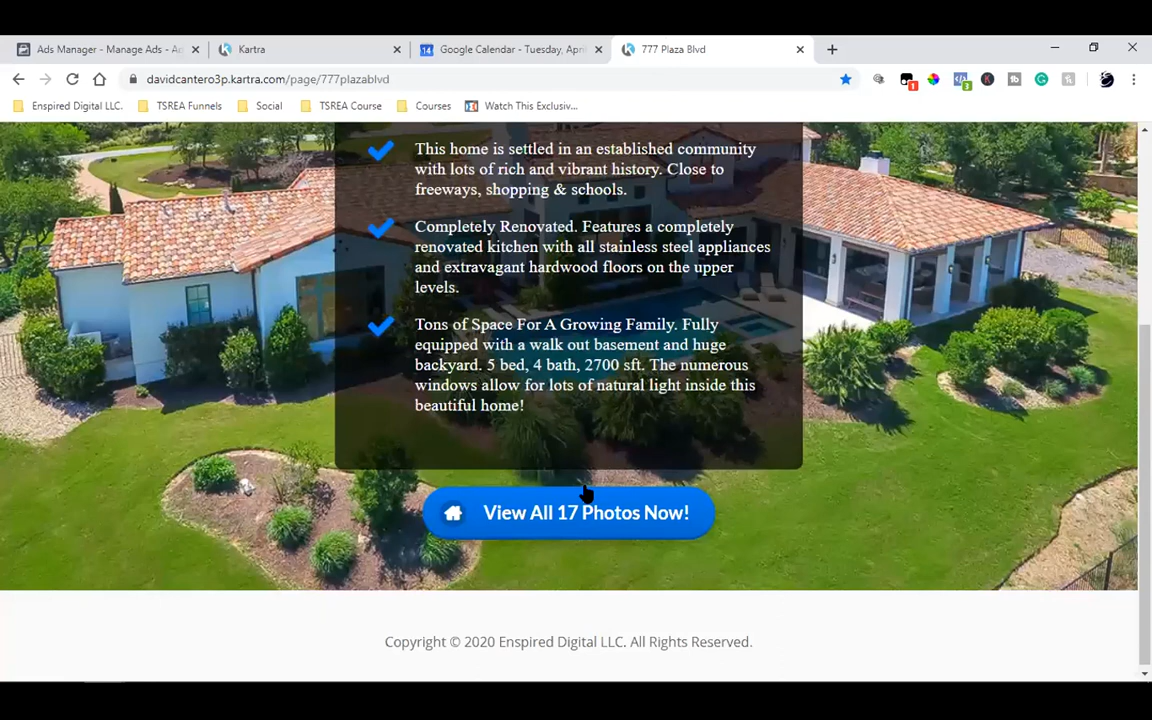 Ads Manager - Manage Ads - Ad
Kartra
Google Calendar - Tuesday, April
777 Plaza Blvd
davidcantero3p.kartra.com/page/777plazablvd
1
3
Enspired Digital LLC.
TSREA Funnels
Social
TSREA Course
Courses
Watch This Exclusiv...
This home is settled in an established community
with lots of rich and vibrant history. Close to
freeways, shopping & schools.
Completely Renovated. Features a completely
renovated kitchen with all stainless steel appliances
and extravagant hardwood floors on the upper
levels.
Tons of Space For A Growing Family. Fully
equipped with a walk out basement and huge
backyard. 5 bed, 4 bath, 2700 sft. The numerous
windows allow for lots of natural light inside this
beautiful home!
View All 17 Photos Now!
Copyright © 2020 Enspired Digital LLC. All Rights Reserved.